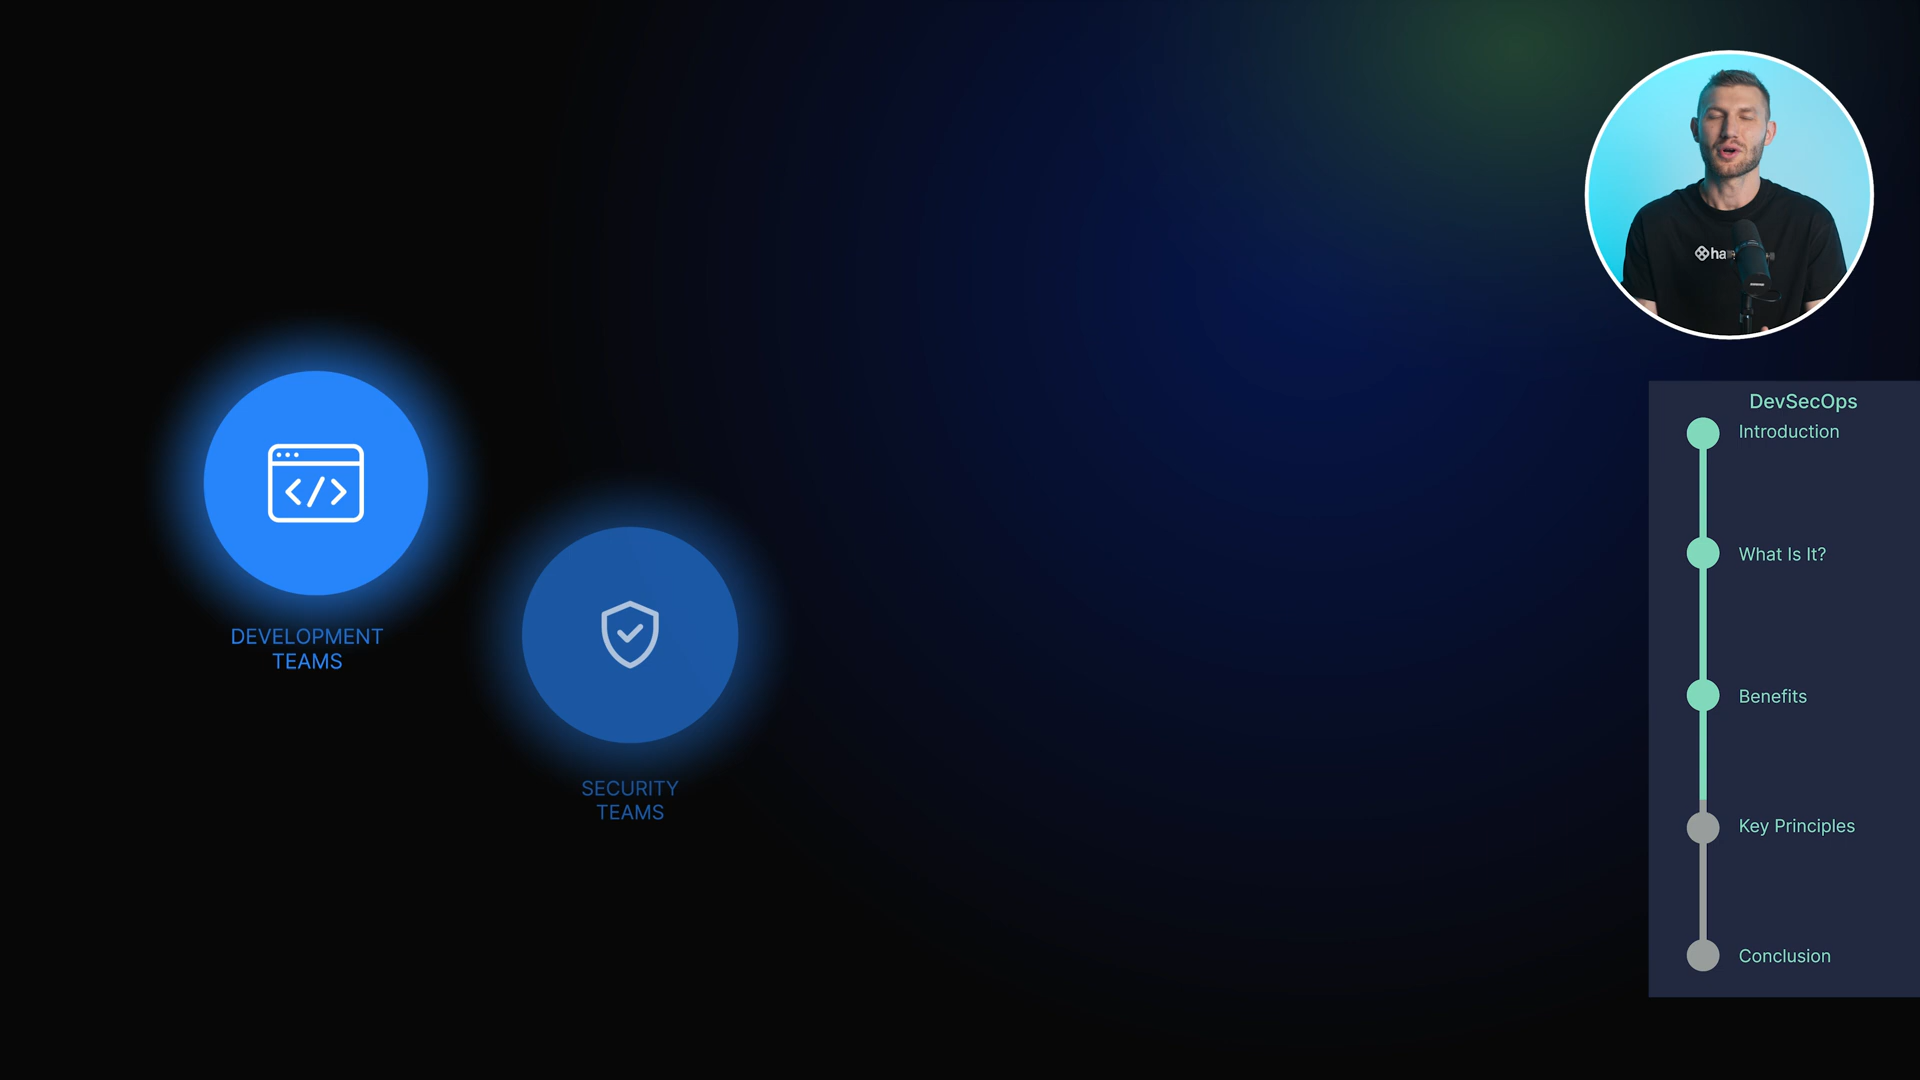 DEVELOPMENT
TEAMS
SECURITY
TEAMS
DevSecOps
Introduction
What Is It?
Benefits
Key Principles
Conclusion